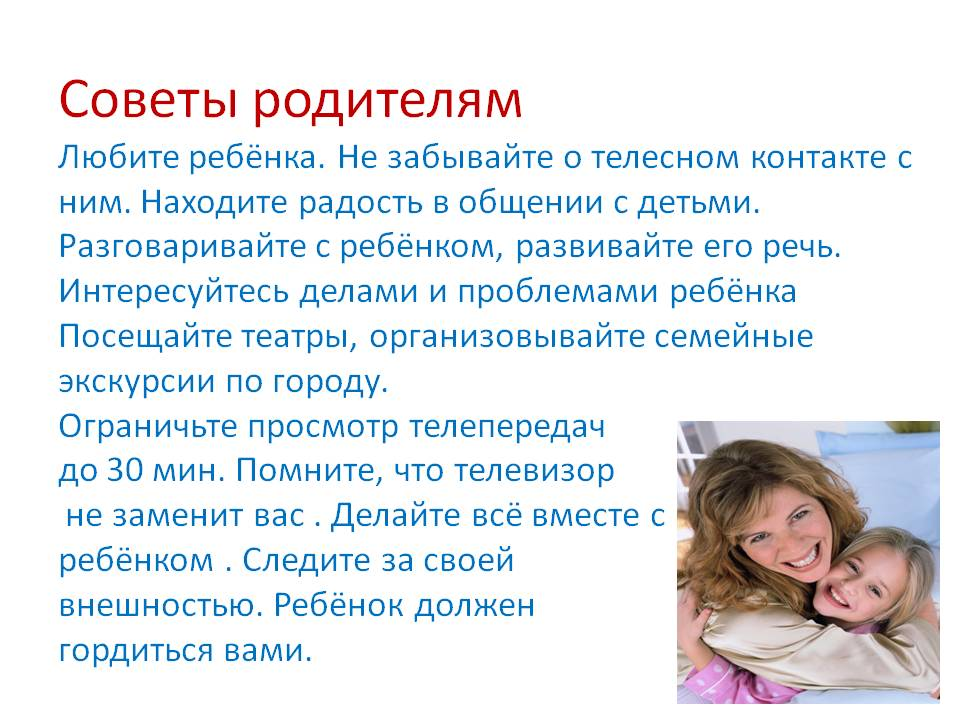 Советы родителям
Любите ребёнка. Не забывайте о телесном контакте с
ним. Находите радость в общении с детьми.
Разговаривайте с ребёнком, развивайте его речь.
Интересуйтесь делами и проблемами ребёнка
Посещайте театры, организовывайте семейные
экскурсии по городу.
Ограничьте просмотр телепередач
до 30 мин. Помните, что телевизор
не заменит вас . Делайте всё вместе с
ребёнком . Следите за своей
внешностью. Ребёнок должен
гордиться вами.